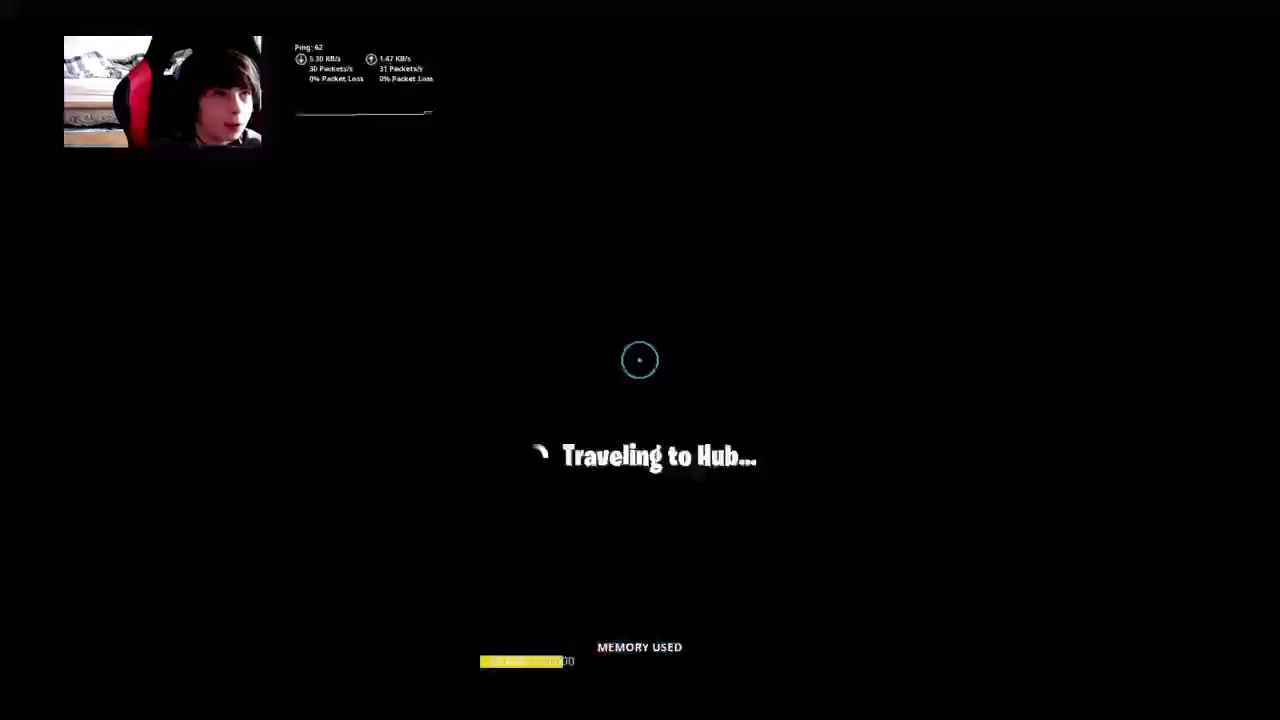 Ping: 62
5.30 KB/s 1.47 KB/s
30 Packets/s 31 Packets/s
0% Packet Loss 0% Packet Loss
Traveling to Hub...
MEMORY USED